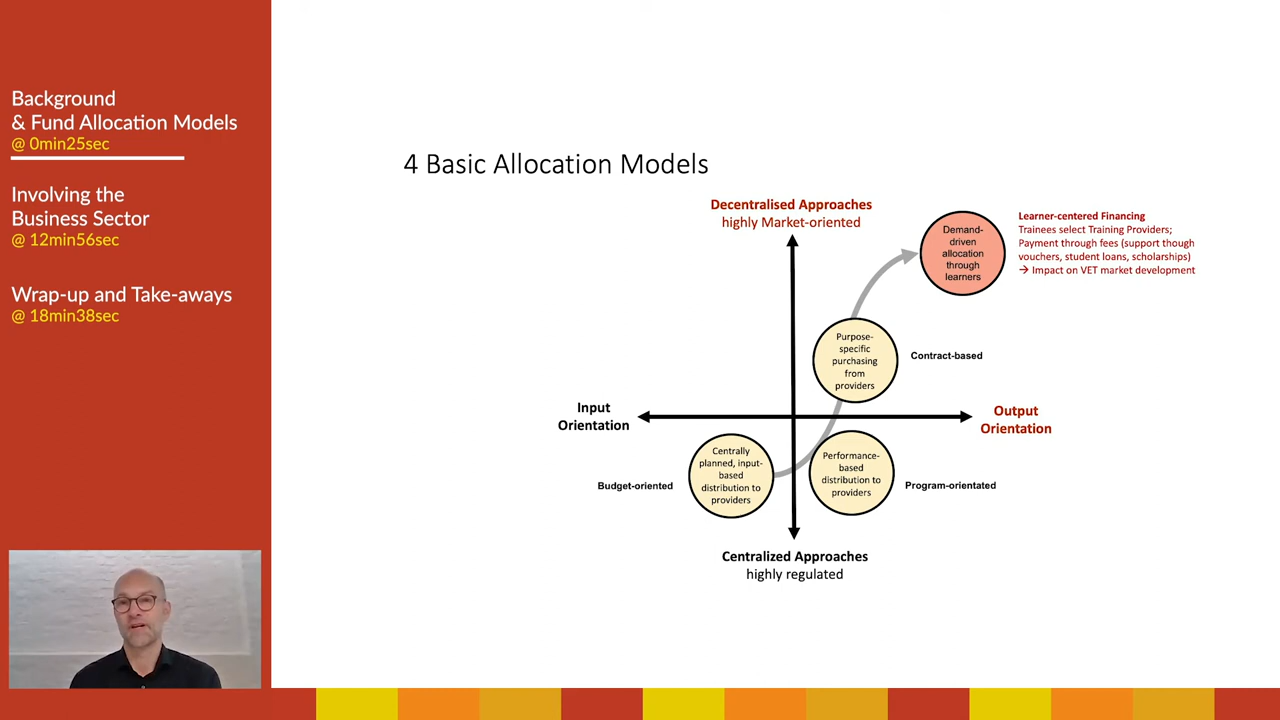 Background
& Fund Allocation Models
@ 0min25sec
Involving the
Business Sector
@ 12min56sec
Wrap-up and Take-aways
@ 18min38sec
4 Basic Allocation Models
Decentralised Approaches
highly Market-oriented
Demand-
driven
allocation
through
learners
Learner-centered Financing
Trainees select Training Providers;
Payment through fees (support though
vouchers, student loans, scholarships)
→ Impact on VET market development
Purpose-
specific
purchasing
from
providers
Contract-based
Input
Orientation
Output
Orientation
Budget-oriented
Centrally
planned, input-
based
distribution to
providers
Performance-
based
distribution to
providers
Program-orientated
Centralized Approaches
highly regulated